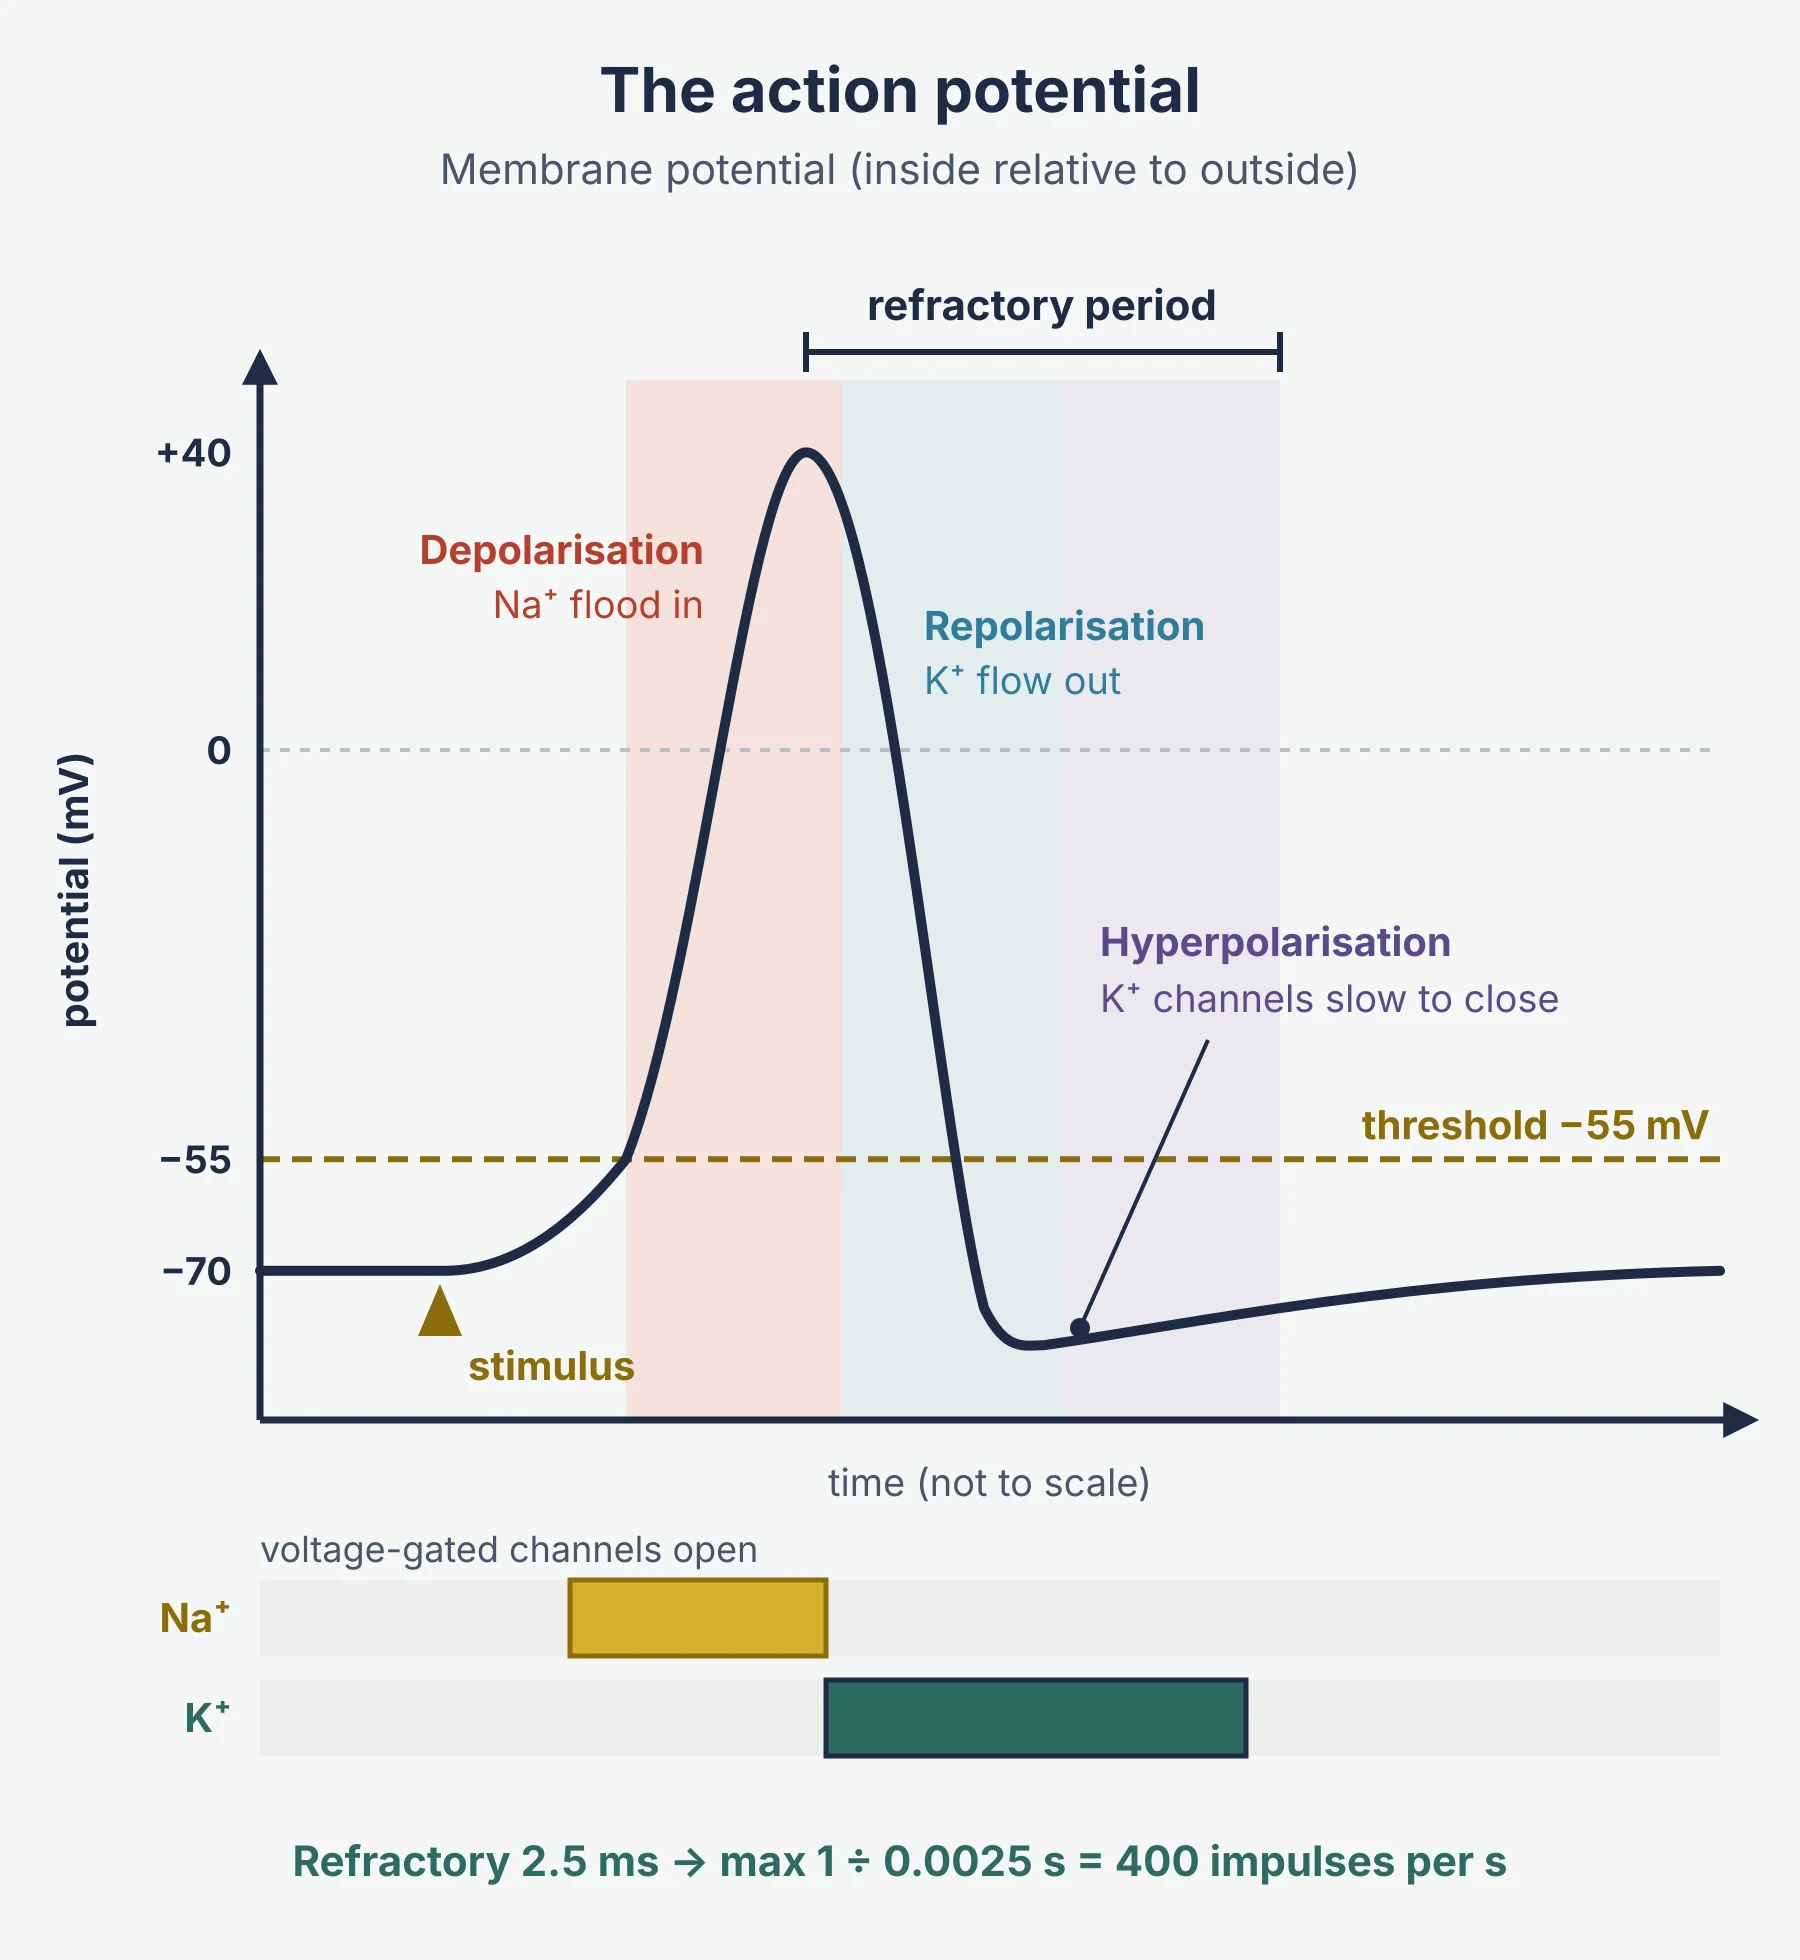 The action potential
Membrane potential (inside relative to outside)
refractory period
+40
Depolarisation
Na⁺ flood in
Repolarisation
K⁺ flow out
0
potential (mV)
Hyperpolarisation
K⁺ channels slow to close
threshold −55 mV
−55
−70
stimulus
time (not to scale)
voltage-gated channels open
Na⁺
K⁺
Refractory 2.5 ms → max 1 ÷ 0.0025 s = 400 impulses per s